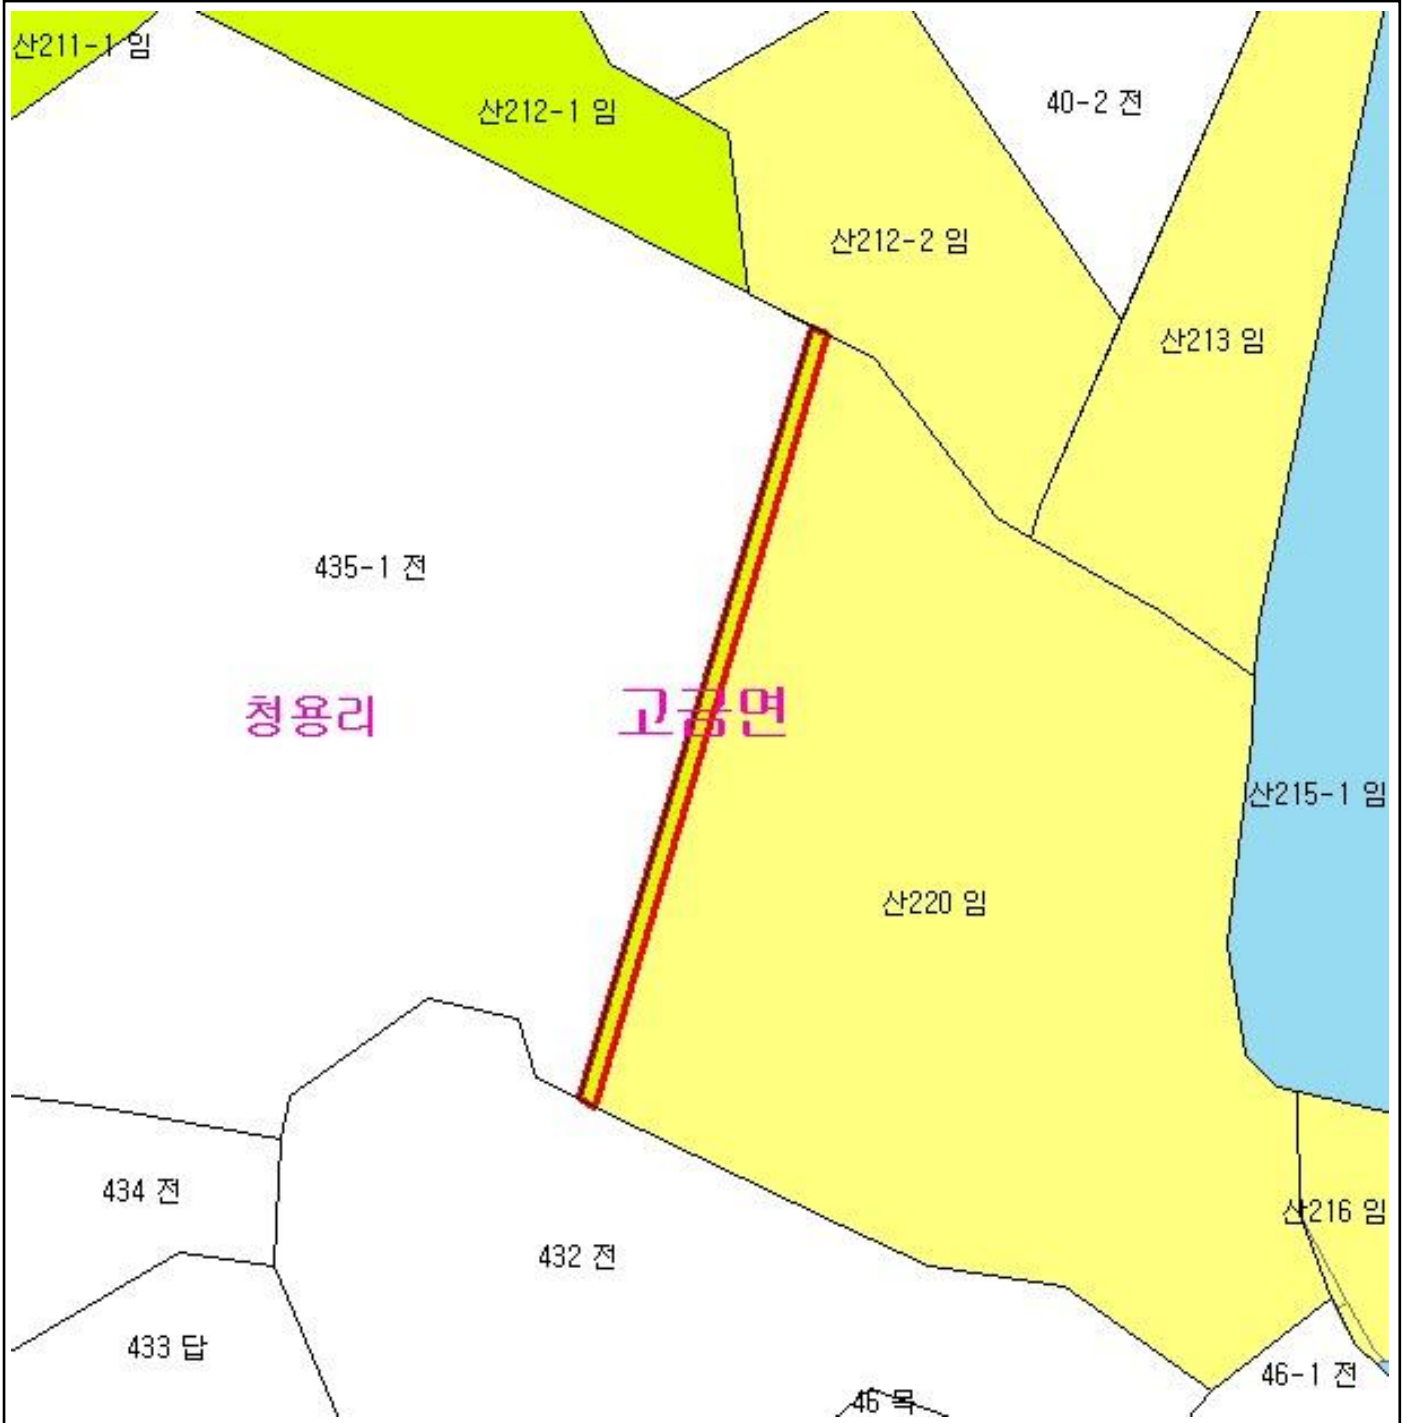 산211-1 임
산212-1 임
40-2 전
산212-2 임
산213 임
435-1 전
청용리
고금면
산215-1 임
산220 임
434 전
산216 임
432 전
433 답
46-1 전
46 목